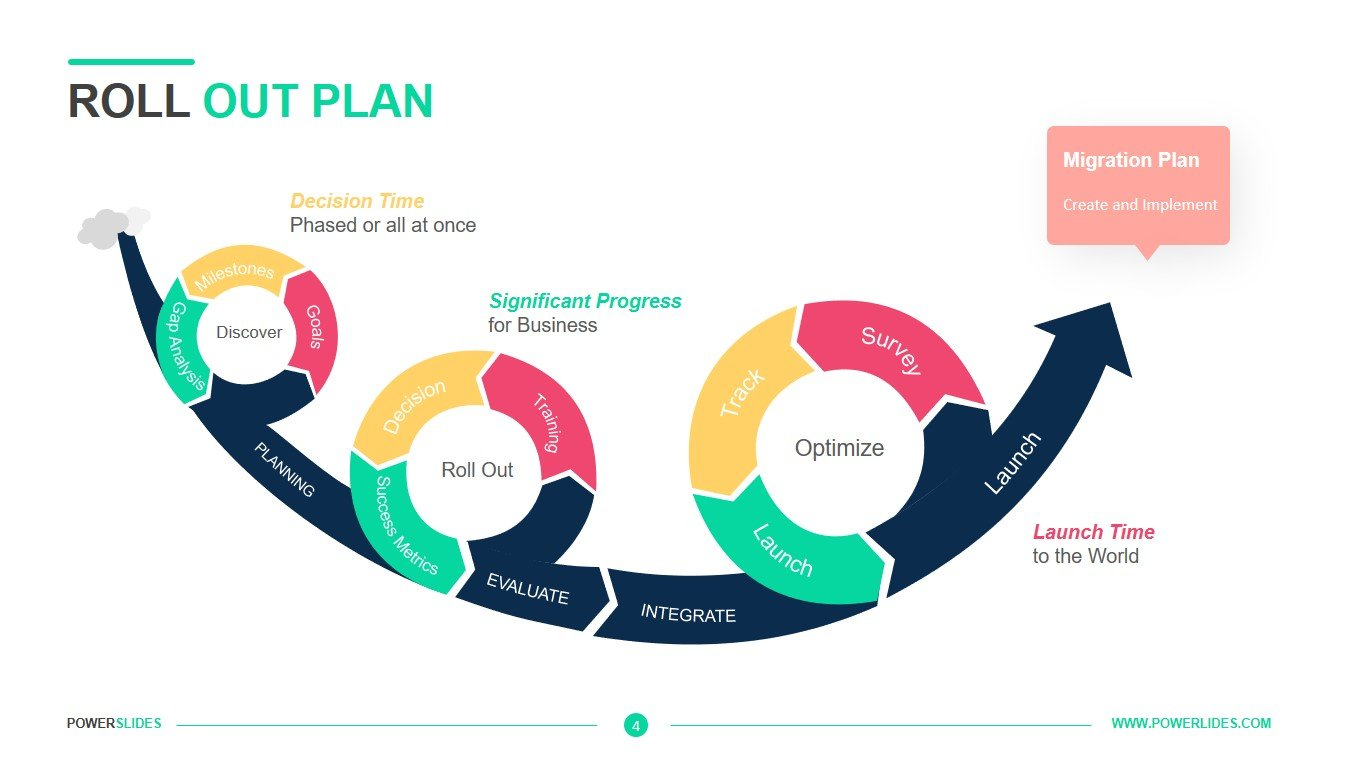 ROLL OUT PLAN
Migration Plan
Create and Implement
Decision Time
Phased or all at once
Milestones
Goals
Gap Analysis
Discover
PLANNING
Significant Progress
for Business
Decision
Training
Success Metrics
Roll Out
EVALUATE
INTEGRATE
Track
Survey
Launch
Optimize
Launch
Launch Time
to the World
POWERSLIDES
4
WWW.POWERLIDES.COM